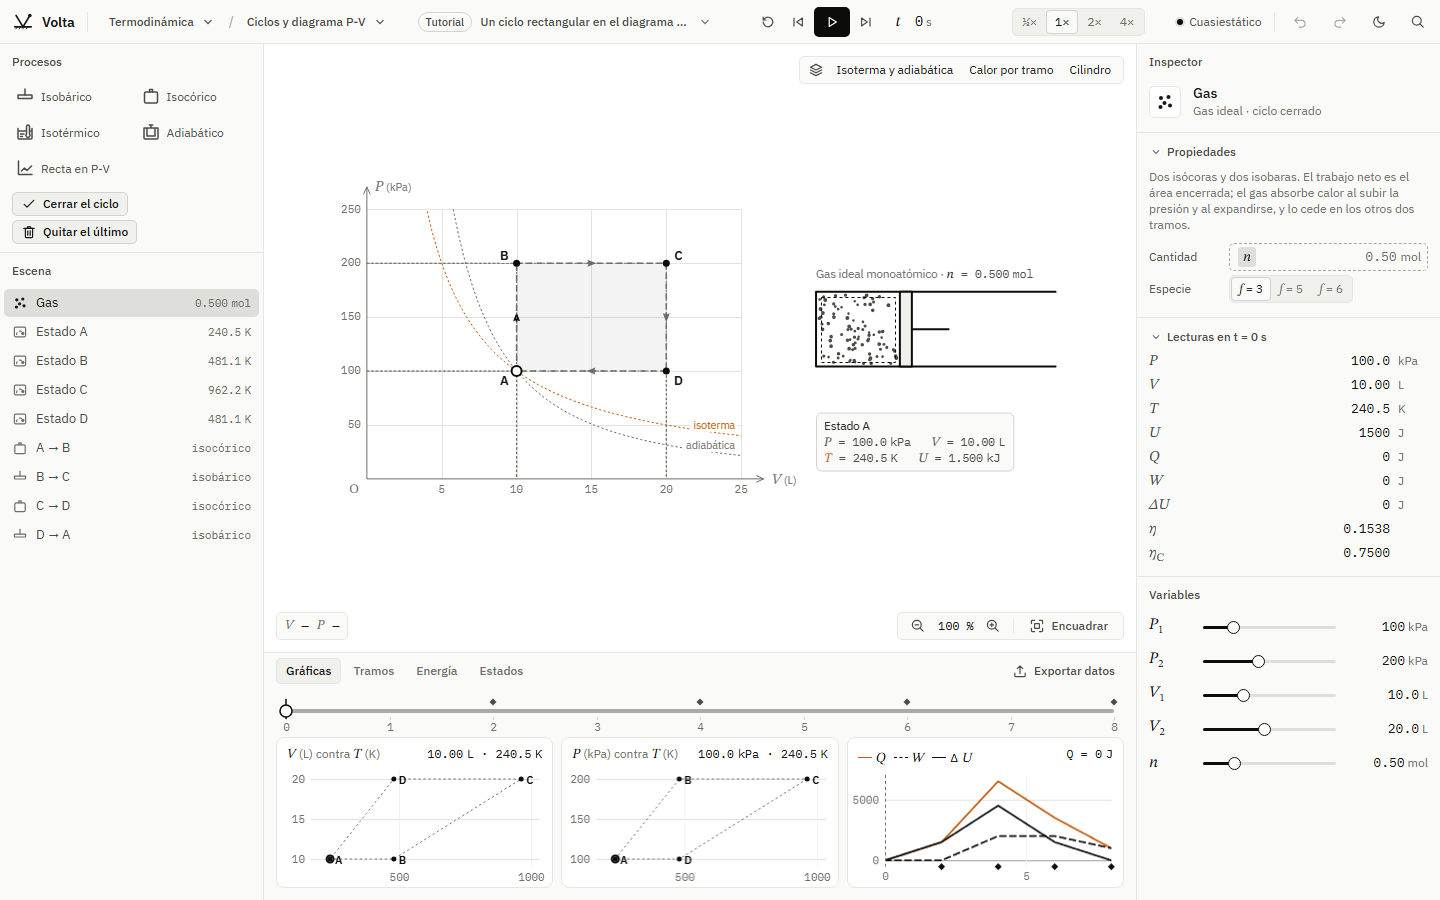 Volta
Termodinámica
/
Ciclos y diagrama P-V
Tutorial
Un ciclo rectangular en el diagrama ...
t 0 s
½×
1×
2×
4×
Cuasiestático
Procesos
Isobárico
Isocórico
Isotérmico
Adiabático
Recta en P-V
Cerrar el ciclo
Quitar el último
Escena
Gas 0.500 mol
Estado A 240.5 K
Estado B 481.1 K
Estado C 962.2 K
Estado D 481.1 K
A → B isocórico
B → C isobárico
C → D isocórico
D → A isobárico
Isoterma y adiabática
Calor por tramo
Cilindro
P (kPa)
250
200
150
100
50
O
5
10
15
20
25
V (L)
A
B
C
D
isoterma
adiabática
Gas ideal monoatómico · n = 0.500 mol
Estado A
P = 100.0 kPa V = 10.00 L
T = 240.5 K U = 1.500 kJ
V – P –
100 %
Encuadrar
Gráficas
Tramos
Energía
Estados
Exportar datos
0 1 2 3 4 5 6 7 8
V (L) contra T (K) 10.00 L · 240.5 K
20
15
10
500
1000
A
B
C
D
P (kPa) contra T (K) 100.0 kPa · 240.5 K
200
150
100
500
1000
A
B
C
D
Q W Δ U Q = 0 J
5000
0
0
5
Inspector
Gas
Gas ideal · ciclo cerrado
Propiedades
Dos isócoras y dos isobaras. El trabajo neto es el
área encerrada; el gas absorbe calor al subir la
presión y al expandirse, y lo cede en los otros dos
tramos.
Cantidad n 0.50 mol
Especie f = 3 f = 5 f = 6
Lecturas en t = 0 s
P 100.0 kPa
V 10.00 L
T 240.5 K
U 1500 J
Q 0 J
W 0 J
ΔU 0 J
η 0.1538
ηC 0.7500
Variables
P1 100 kPa
P2 200 kPa
V1 10.0 L
V2 20.0 L
n 0.50 mol